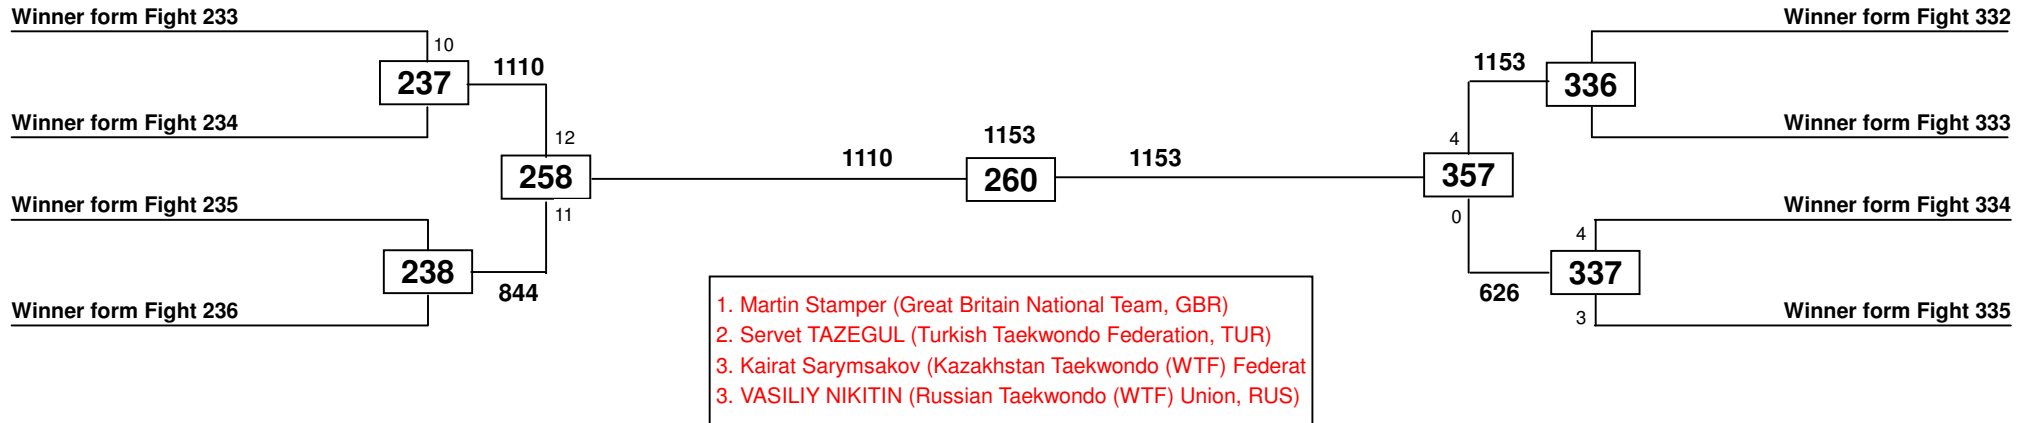 Winner form Fight 233
Winner form Fight 332
10
1110
237
1153
336
Winner form Fight 234
Winner form Fight 333
12
1153
4
1110
1153
258
260
357
11
0
Winner form Fight 235
Winner form Fight 334
4
238
337
844
626
Winner form Fight 236
Winner form Fight 335
3
1. Martin Stamper (Great Britain National Team, GBR)
2. Servet TAZEGUL (Turkish Taekwondo Federation, TUR)
3. Kairat Sarymsakov (Kazakhstan Taekwondo (WTF) Federat
3. VASILIY NIKITIN (Russian Taekwondo (WTF) Union, RUS)